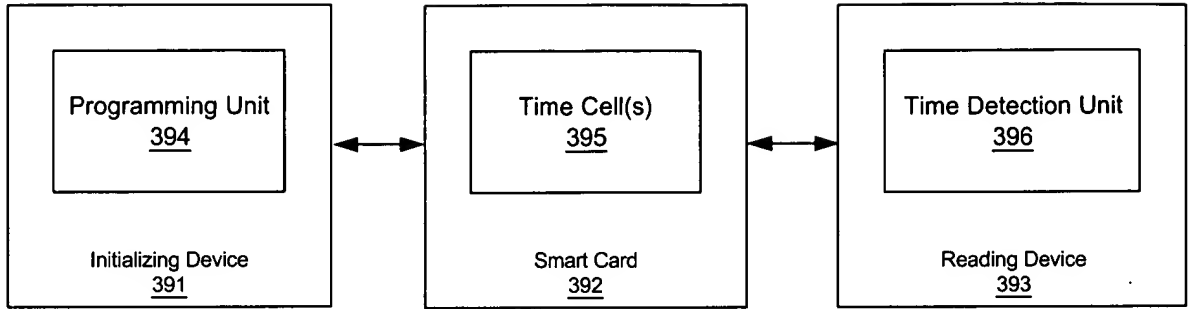 Programming Unit
394
Initializing Device
391
Time Cell(s)
395
Smart Card
392
Time Detection Unit
396
Reading Device
393